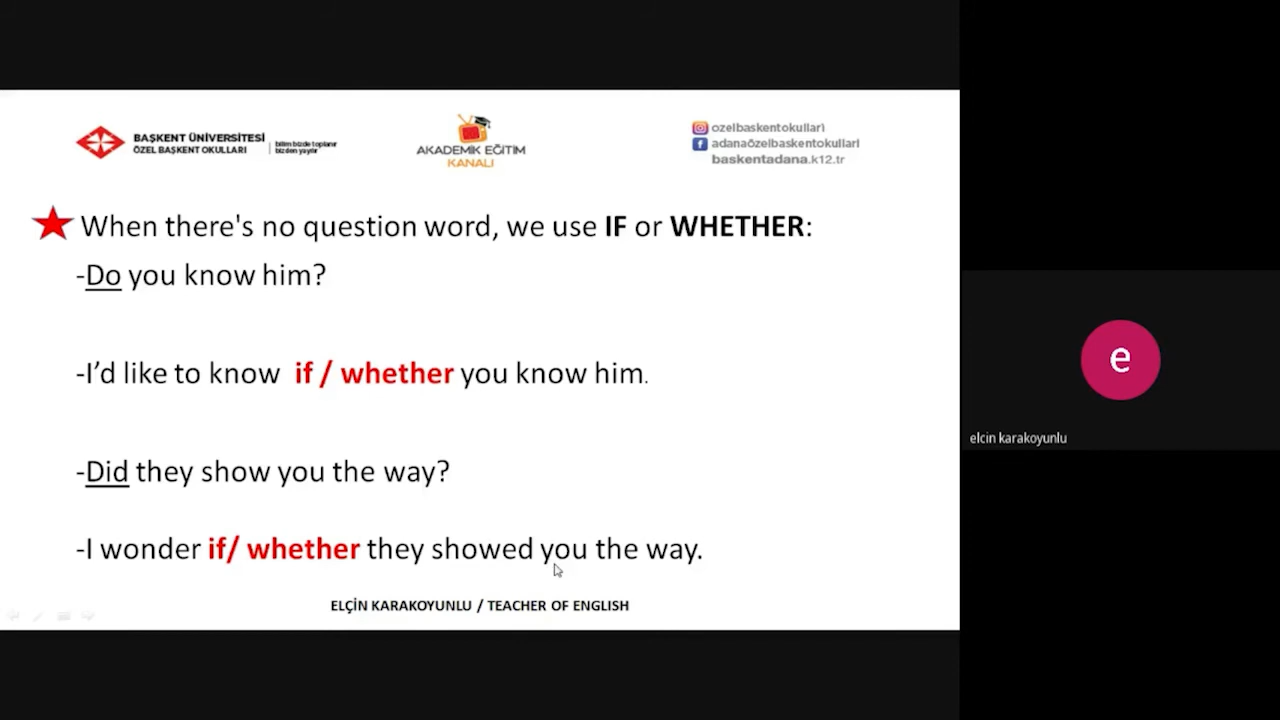 BAŞKENT ÜNİVERSİTESİ
ÖZEL BAŞKENT OKULLARI
bilim bizde toplanır
bizden yayılır
AKADEMİK EĞİTİM
KANALI
ozelbaskentokullari
adanaözelbaskentokullari
baskentadana.k12.tr
When there's no question word, we use IF or WHETHER:
-Do you know him?
-I'd like to know if / whether you know him.
-Did they show you the way?
-I wonder if/ whether they showed you the way.
ELÇİN KARAKOYUNLU / TEACHER OF ENGLISH
e
elcin karakoyunlu